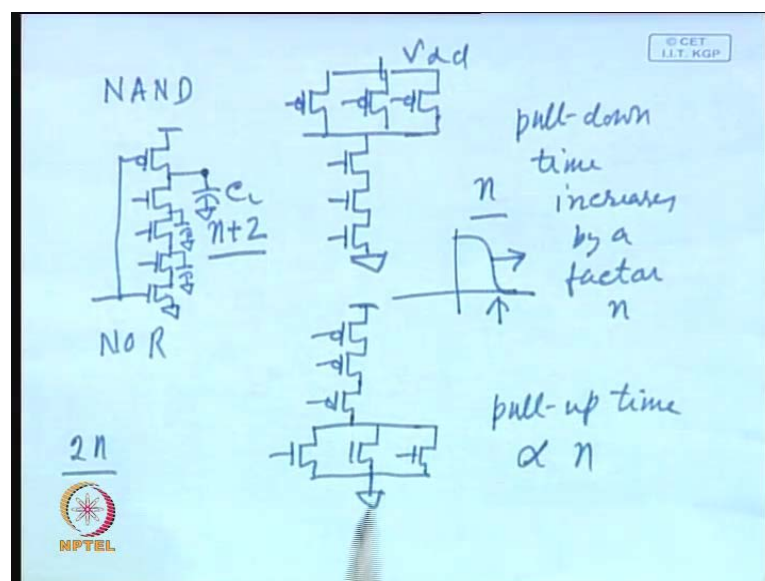 NAND
Vdd
© CET
I.I.T. KGP
pull-down
time
increases
by a
factor
n
n
CL
n+2
NOR
pull-up time
∝ n
2n
NPTEL